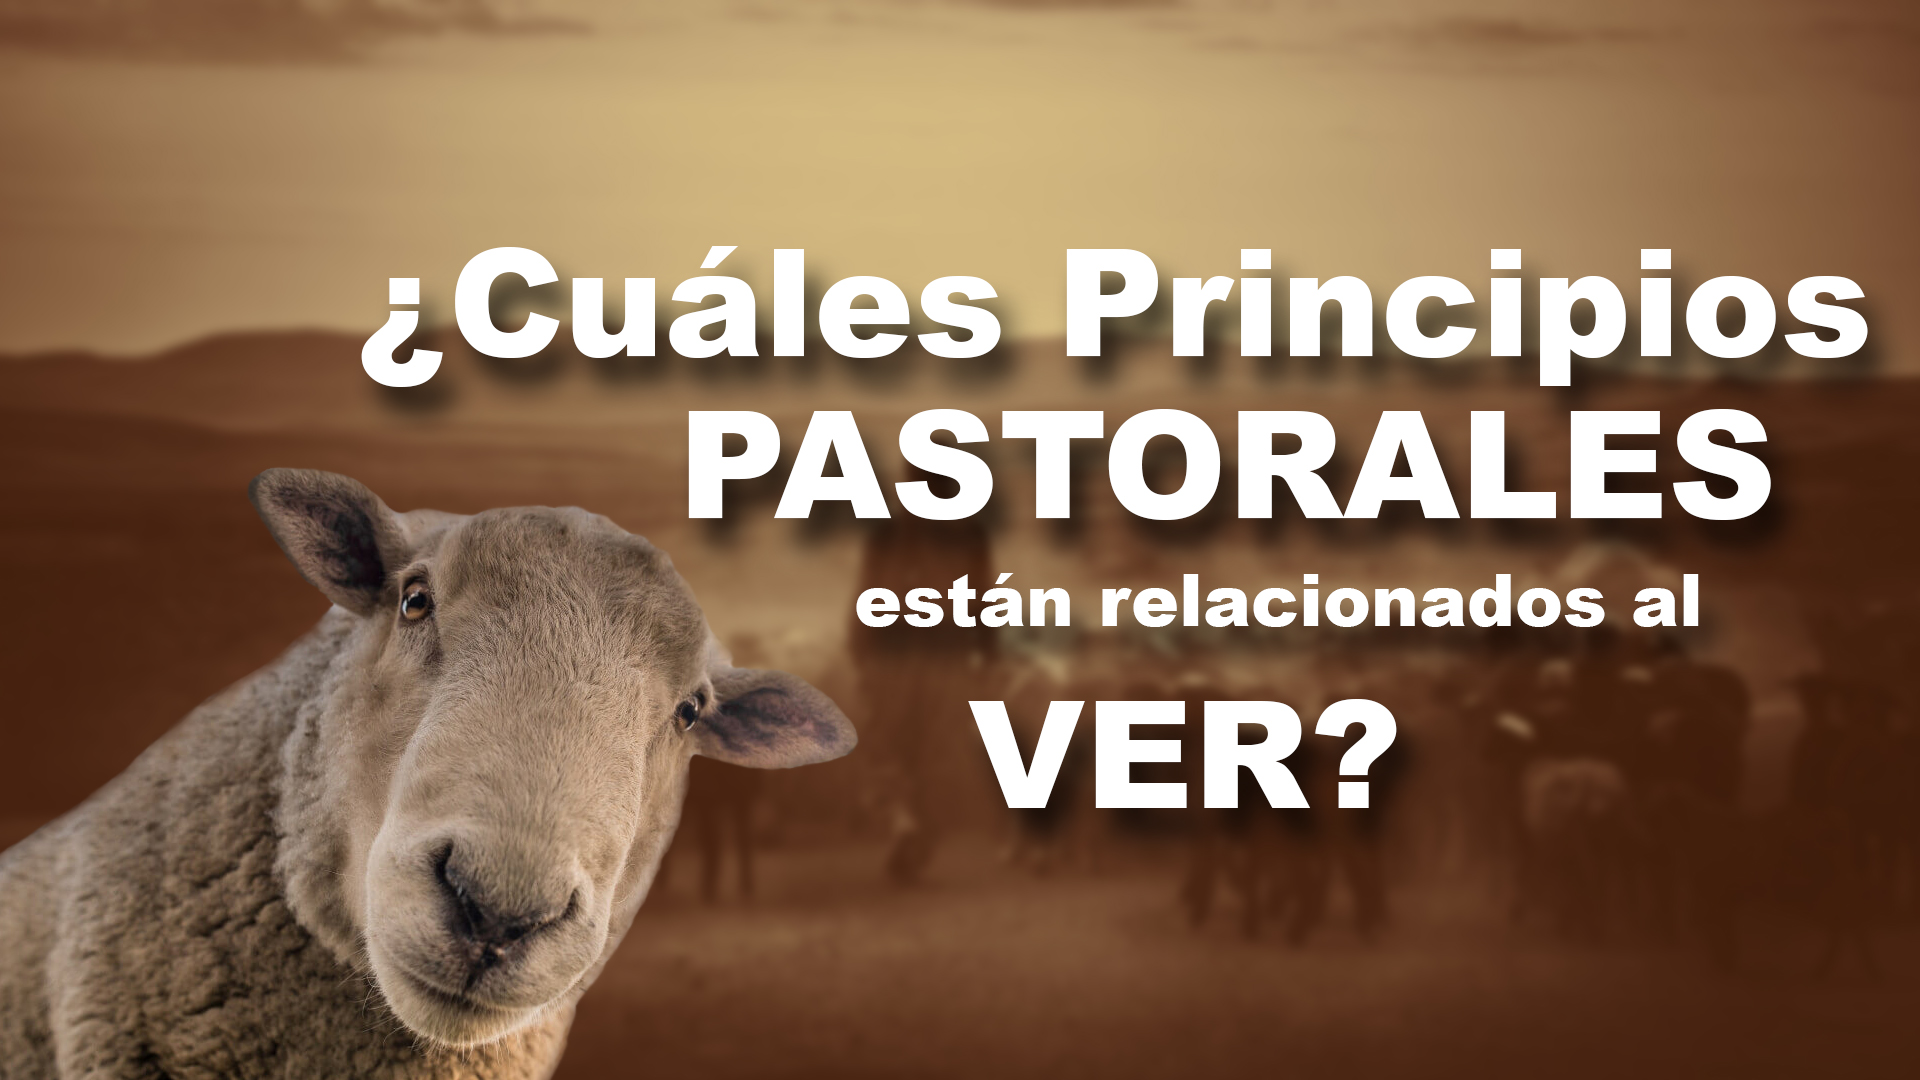 ¿Cuáles Principios
PASTORALES
están relacionados al
VER?